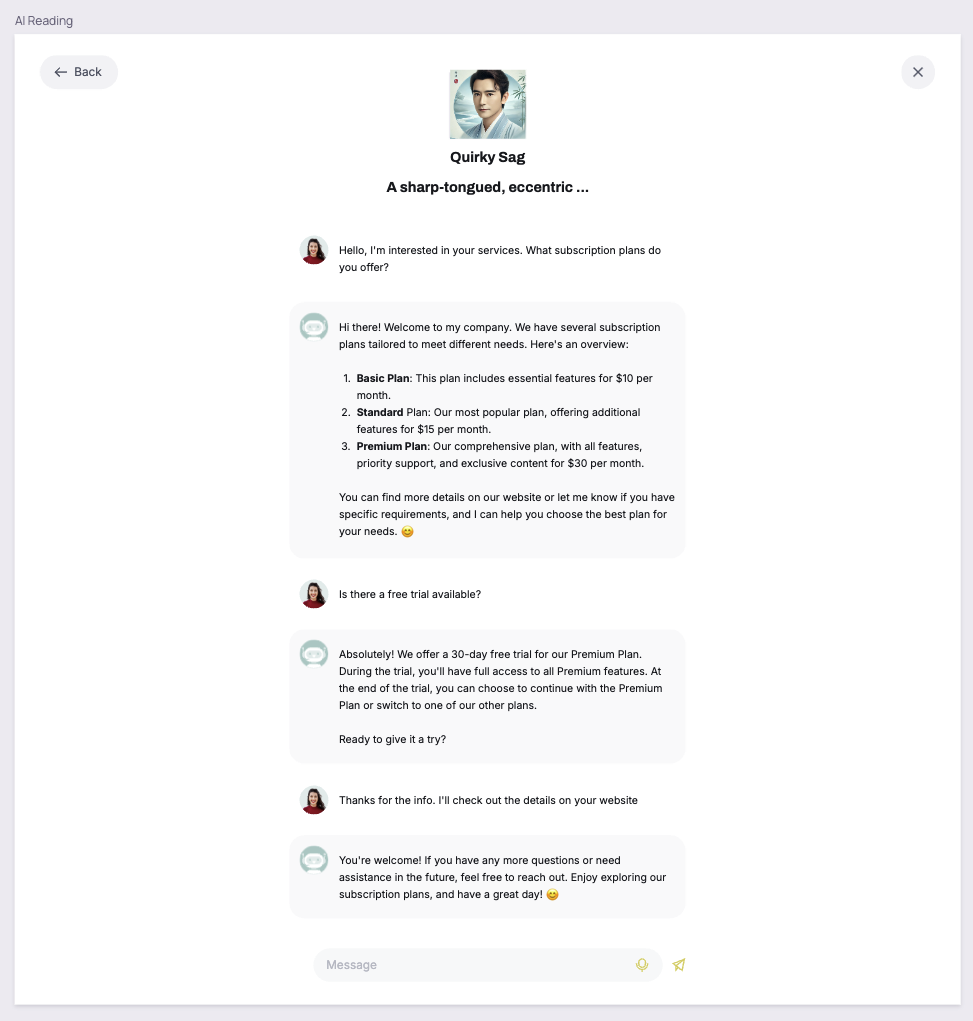 AI Reading
Back
Quirky Sag
A sharp-tongued, eccentric ...
Hello, I'm interested in your services. What subscription plans do
you offer?
Hi there! Welcome to my company. We have several subscription
plans tailored to meet different needs. Here's an overview:
1. Basic Plan: This plan includes essential features for $10 per
month.
2. Standard Plan: Our most popular plan, offering additional
features for $15 per month.
3. Premium Plan: Our comprehensive plan, with all features,
priority support, and exclusive content for $30 per month.
You can find more details on our website or let me know if you have
specific requirements, and I can help you choose the best plan for
your needs. 😊
Is there a free trial available?
Absolutely! We offer a 30-day free trial for our Premium Plan.
During the trial, you'll have full access to all Premium features. At
the end of the trial, you can choose to continue with the Premium
Plan or switch to one of our other plans.
Ready to give it a try?
Thanks for the info. I'll check out the details on your website
You're welcome! If you have any more questions or need
assistance in the future, feel free to reach out. Enjoy exploring our
subscription plans, and have a great day! 😊
Message